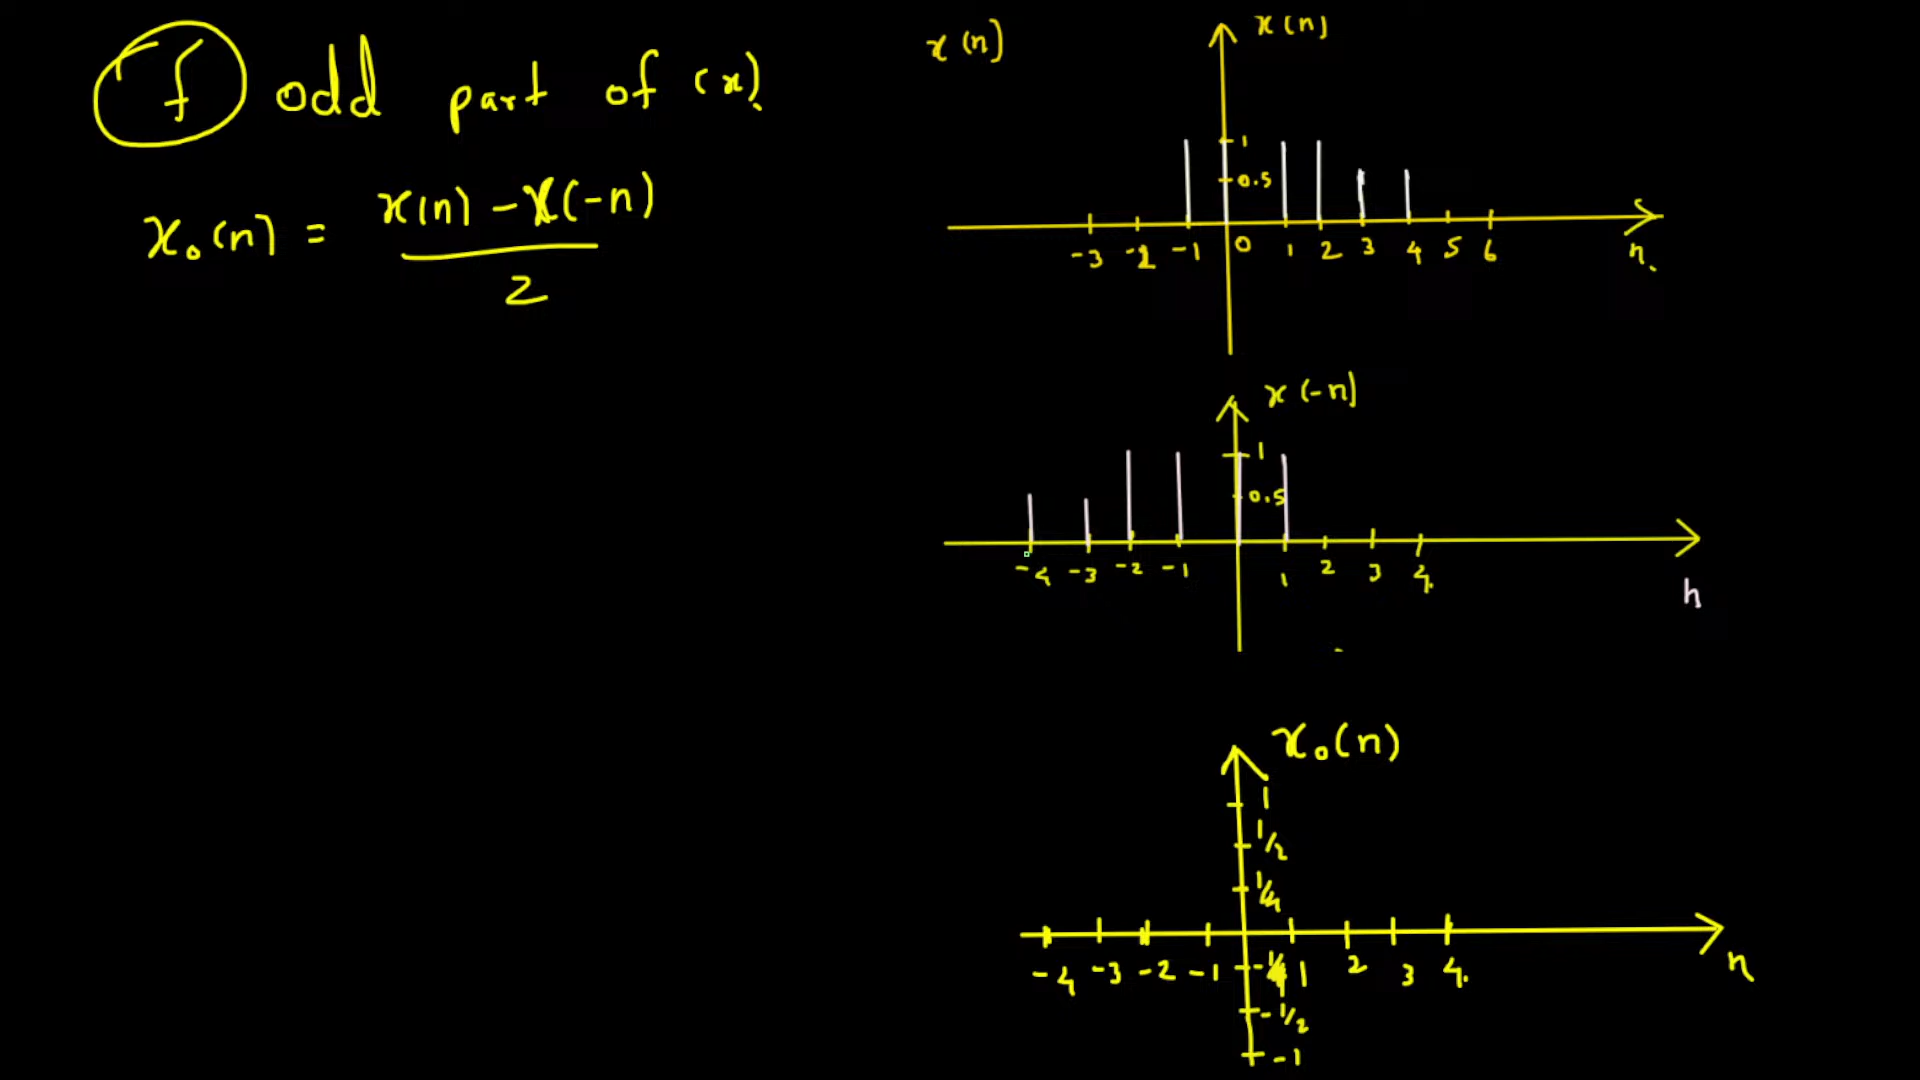 f odd part of (x).
x₀(n) = x(n) - x(-n)
2
x(n)
x(n)
1
0.5
-3 -2 -1 0 1 2 3 4 5 6 n.
x(-n)
1
0.5
-4 -3 -2 -1 1 2 3 4.
n
x₀(n)
1
1/2
1/4
-4 -3 -2 -1 -1/4 1 2 3 4. n
-1/2
-1